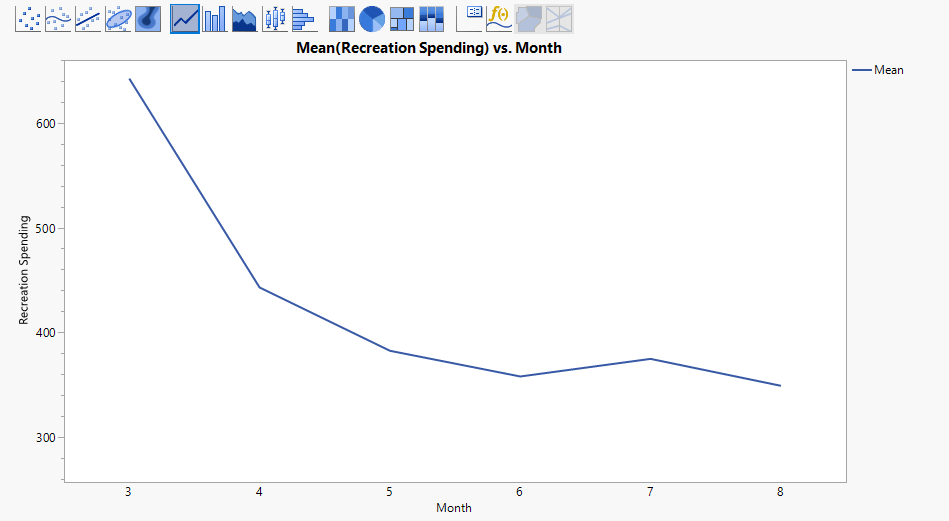 f(x)
Mean(Recreation Spending) vs. Month
Mean
Recreation Spending
600
500
400
300
3 4 5 6 7 8
Month